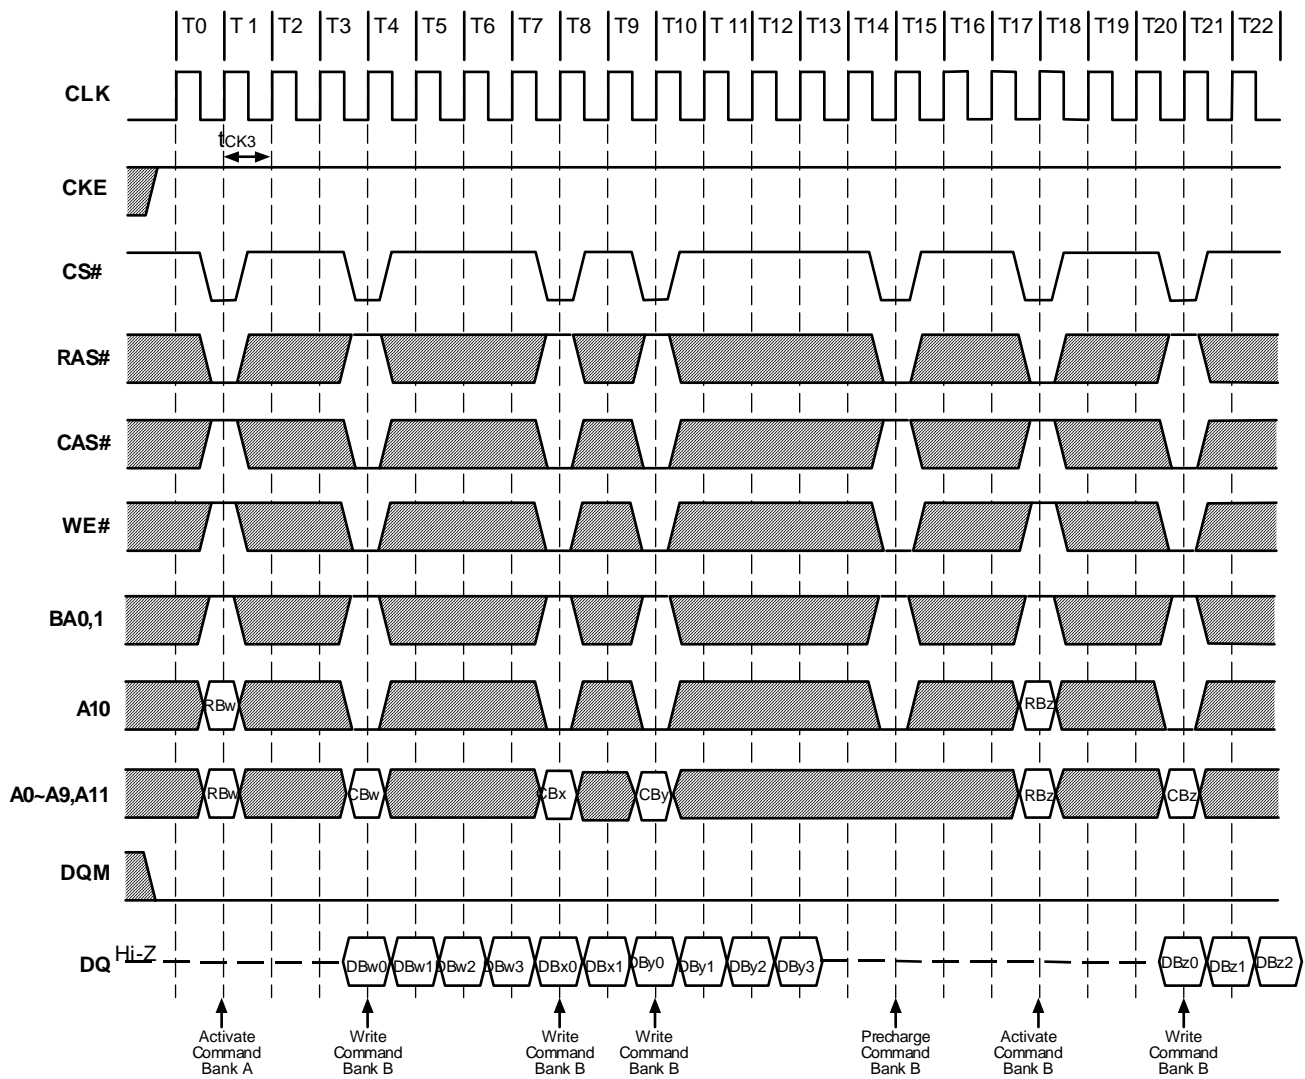 T0 T 1 T2 T3 T4 T5 T6 T7 T8 T9 T10 T 11 T12 T13 T14 T15 T16 T17 T18 T19 T20 T21 T22
CLK
tCK3
CKE
CS#
RAS#
CAS#
WE#
BA0,1
A10 RBw RBz
A0~A9,A11 RBw CBw CBx CBy RBz CBz
DQM
DQ Hi-Z DBw0 DBw1 DBw2 DBw3 DBx0 DBx1 DBy0 DBy1 DBy2 DBy3 DBz0 DBz1 DBz2
Activate
Command
Bank A
Write
Command
Bank B
Write
Command
Bank B
Write
Command
Bank B
Precharge
Command
Bank B
Activate
Command
Bank B
Write
Command
Bank B